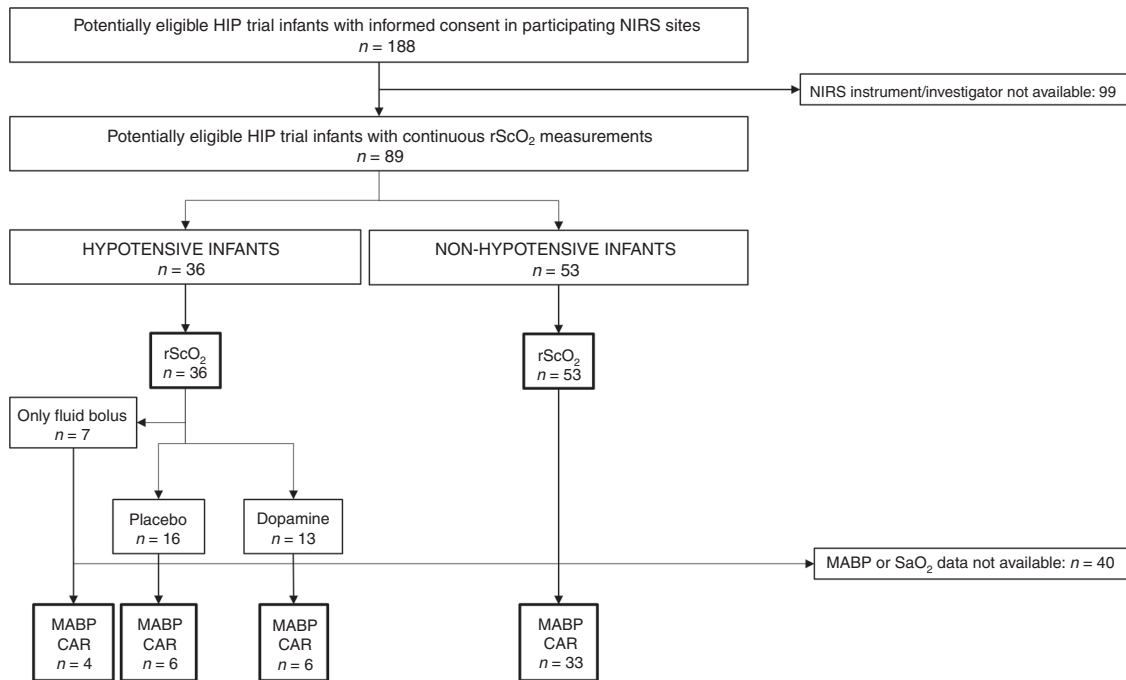 Potentially eligible HIP trial infants with informed consent in participating NIRS sites
n = 188
NIRS instrument/investigator not available: 99
Potentially eligible HIP trial infants with continuous rScO₂ measurements
n = 89
HYPOTENSIVE INFANTS
n = 36
NON-HYPOTENSIVE INFANTS
n = 53
rScO₂
n = 36
rScO₂
n = 53
Only fluid bolus
n = 7
Placebo
n = 16
Dopamine
n = 13
MABP or SaO₂ data not available: n = 40
MABP
CAR
n = 4
MABP
CAR
n = 6
MABP
CAR
n = 6
MABP
CAR
n = 33